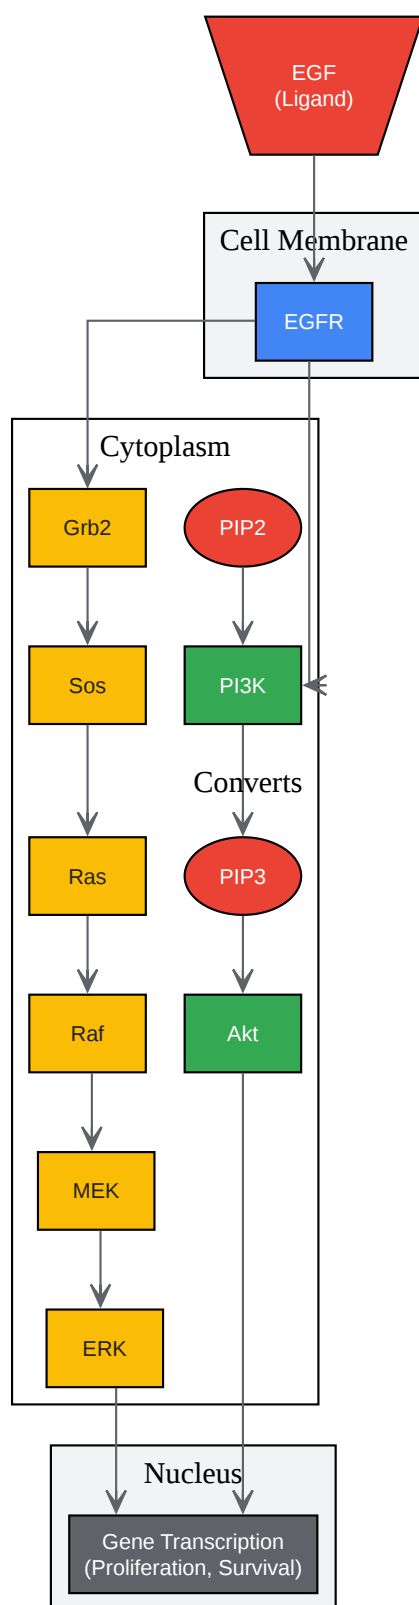 EGF
(Ligand)
Cell Membrane
EGFR
Cytoplasm
Grb2
PIP2
Sos
PI3K
Converts
Ras
PIP3
Raf
Akt
MEK
ERK
Nucleus
Gene Transcription
(Proliferation, Survival)